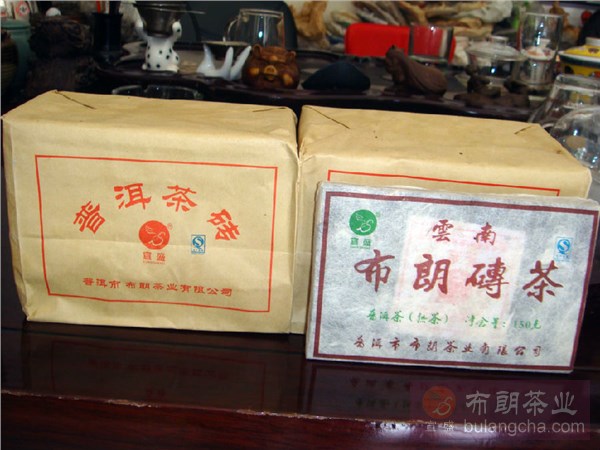 普洱茶砖
普洱市布朗茶业有限公司
雲南
布朗磚茶
普洱茶(熟茶) 净含量:150克
普洱市布朗茶业有限公司
布朗茶业
bulangcha.com